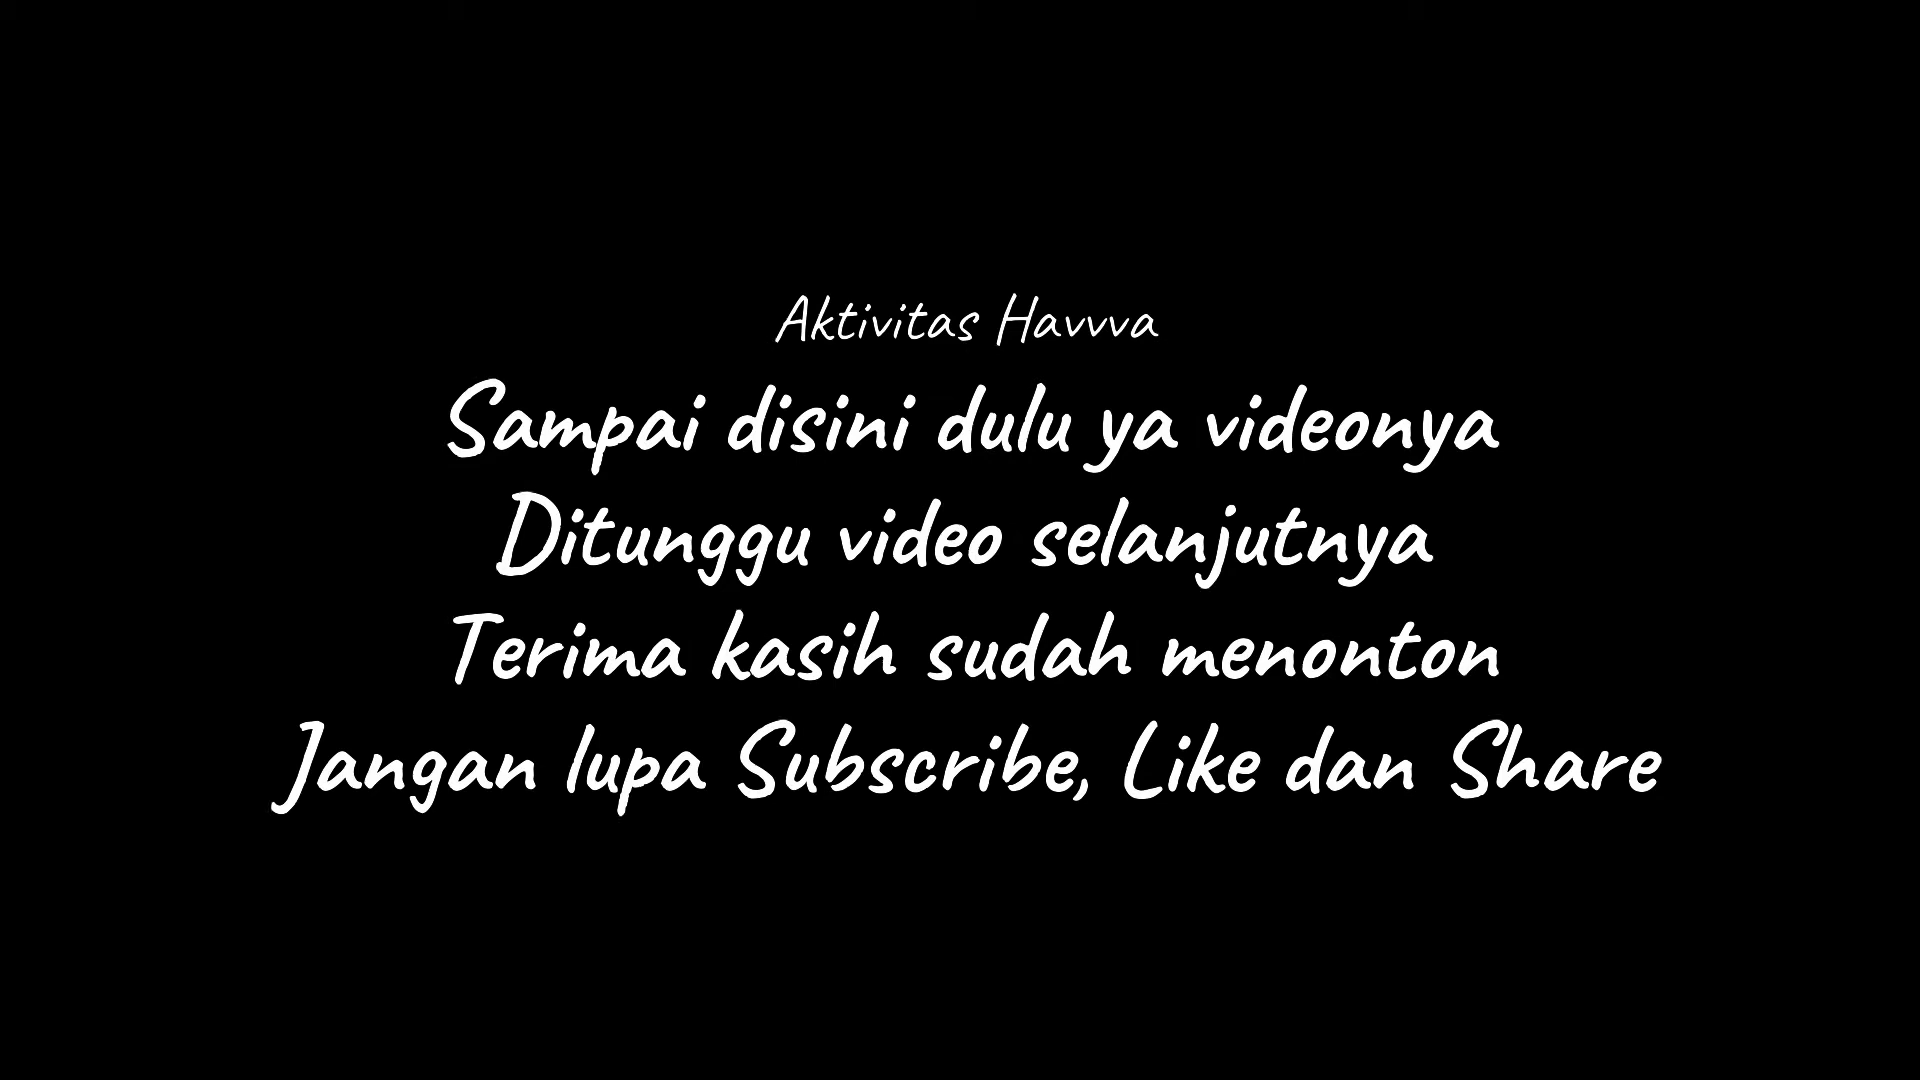 Aktivitas Havvva
Sampai disini dulu ya videonya
Ditunggu video selanjutnya
Terima kasih sudah menonton
Jangan lupa Subscribe, Like dan Share